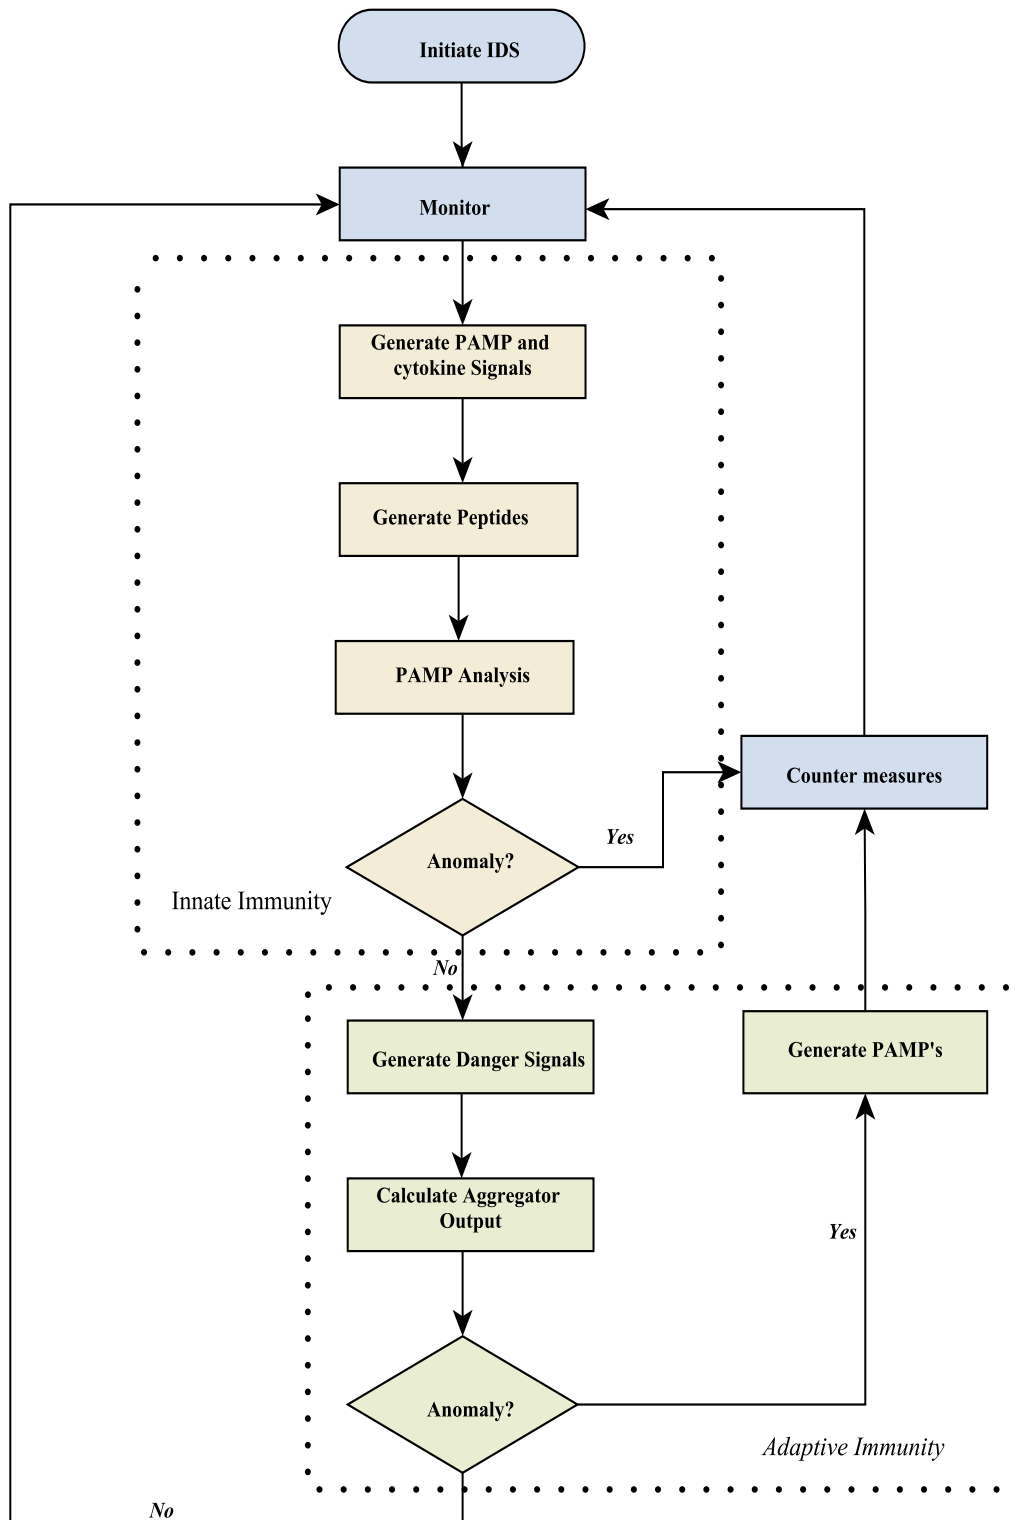 Initiate IDS
Monitor
Generate PAMP and
cytokine Signals
Generate Peptides
PAMP Analysis
Counter measures
Yes
Anomaly?
Innate Immunity
No
Generate Danger Signals
Generate PAMP's
Calculate Aggregator
Output
Yes
Anomaly?
Adaptive Immunity
No